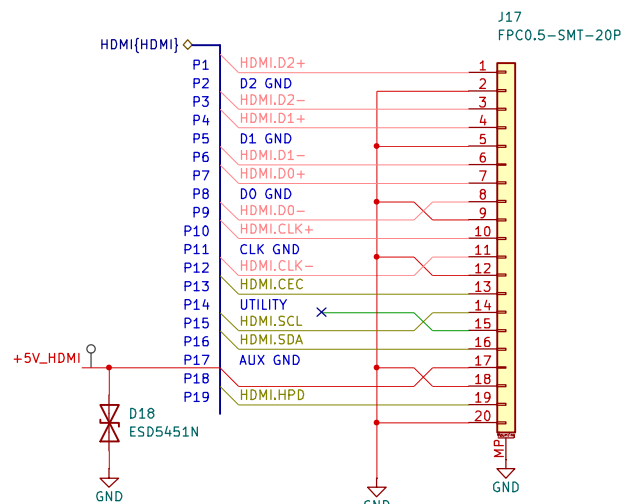 J17
FPC0.5-SMT-20P
HDMI{HDMI}
P1 HDMI.D2+ 1
P2 D2 GND 2
P3 HDMI.D2- 3
P4 HDMI.D1+ 4
P5 D1 GND 5
P6 HDMI.D1- 6
P7 HDMI.D0+ 7
P8 D0 GND 8
P9 HDMI.D0- 9
P10 HDMI.CLK+ 10
P11 CLK GND 11
P12 HDMI.CLK- 12
P13 HDMI.CEC 13
P14 UTILITY 14
P15 HDMI.SCL 15
P16 HDMI.SDA 16
+5V_HDMI P17 AUX GND 17
P18 18
P19 HDMI.HPD 19
D18 20
ESD5451N
MP
GND
GND
GND